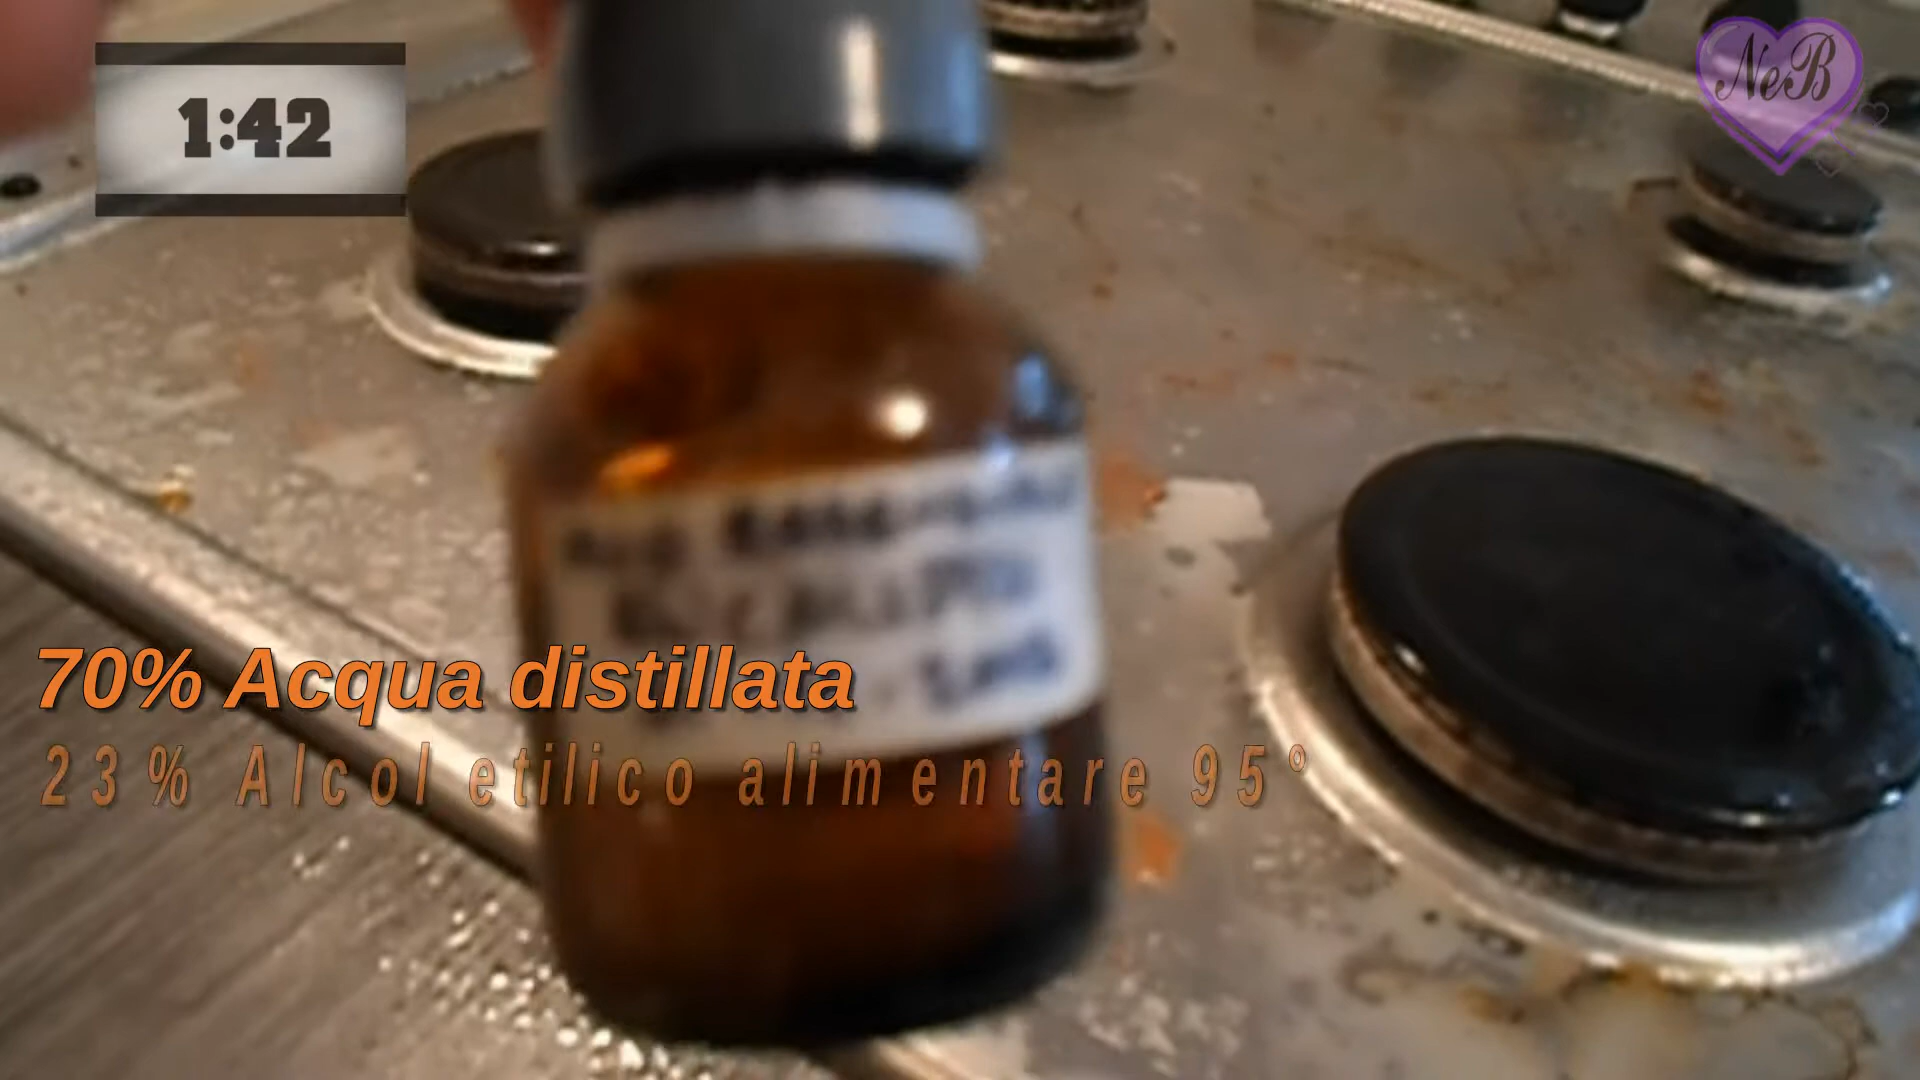 1:42
NeB
70% Acqua distillata
23% Alcol etilico alimentare 95°